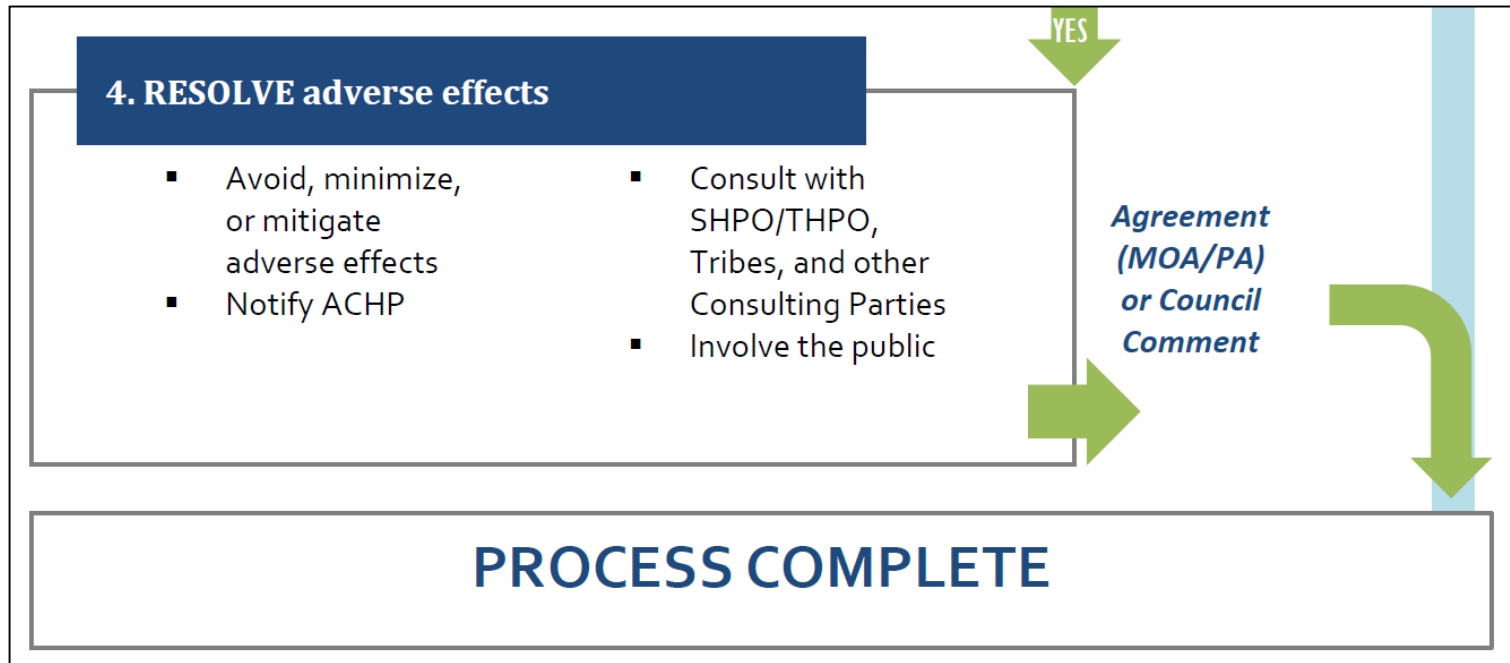 YES
4. RESOLVE adverse effects
▪ Avoid, minimize,
or mitigate
adverse effects
▪ Notify ACHP
▪ Consult with
SHPO/THPO,
Tribes, and other
Consulting Parties
▪ Involve the public
Agreement
(MOA/PA)
or Council
Comment
PROCESS COMPLETE